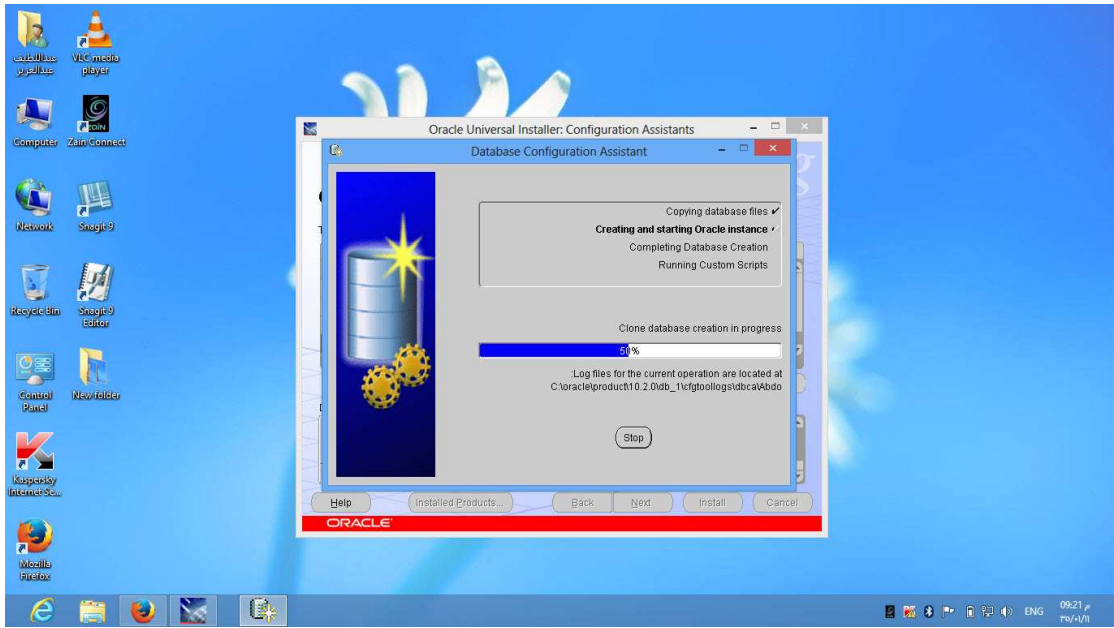 عبداللطيف
عبدالعزيز
VLC media
player
Computer
Zain Connect
Network
Snagit 9
Recycle Bin
Snagit 9
Editor
Control
Panel
New folder
Kaspersky
Internet Se...
Mozilla
Firefox
Oracle Universal Installer: Configuration Assistants
Database Configuration Assistant
Copying database files
Creating and starting Oracle instance
Completing Database Creation
Running Custom Scripts
Clone database creation in progress
50%
:Log files for the current operation are located at
C:\oracle\product\10.2.0\db_1\cfgtoollogs\dbca\Abdo
Stop
Help
Installed Products...
Back
Next
Install
Cancel
ORACLE
ENG
09:21 م
٣٥/٠١/١١